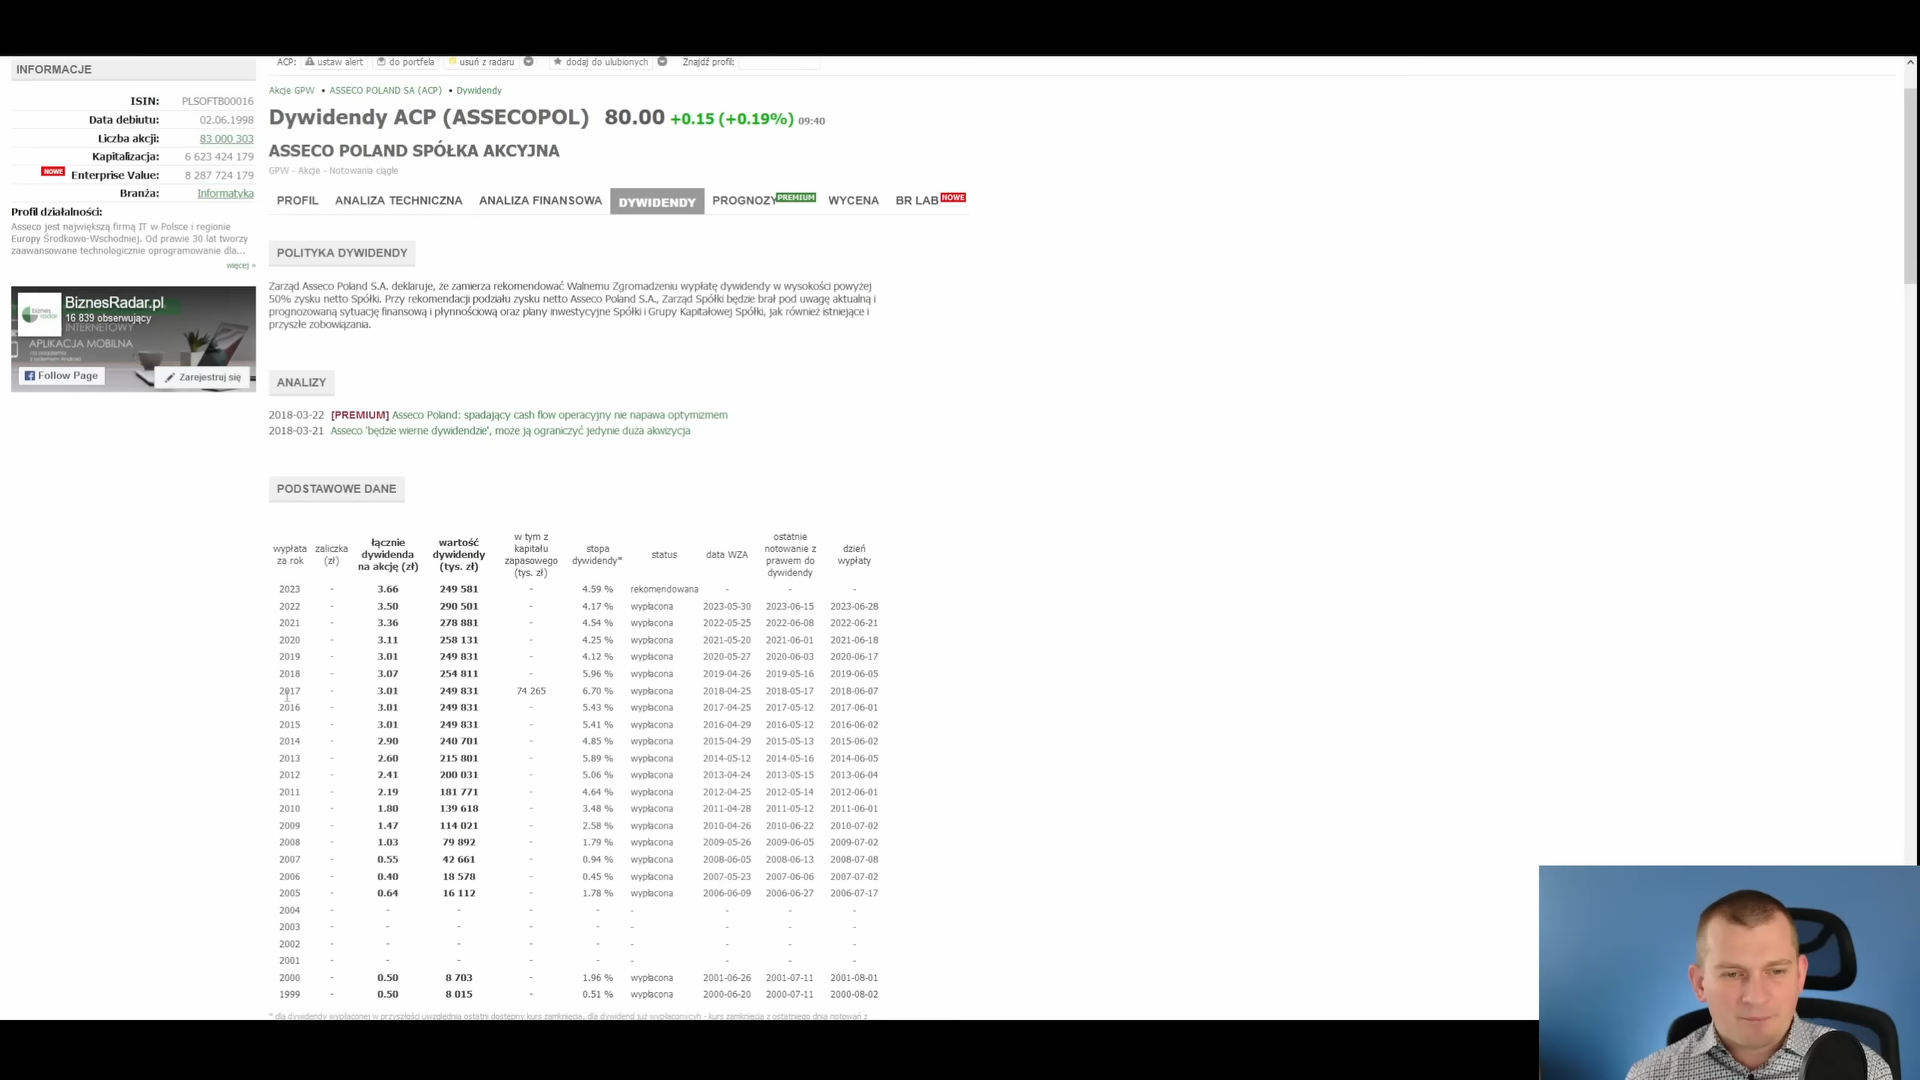 INFORMACJE
ISIN: PLSOFTB00016
Data debiutu: 02.06.1998
Liczba akcji: 83 000 303
Kapitalizacja: 6 623 424 179
NOWE Enterprise Value: 8 287 724 179
Branża: Informatyka
Profil działalności:
Asseco jest największą firmą IT w Polsce i regionie
Europy Środkowo-Wschodniej. Od prawie 30 lat tworzy
zaawansowane technologicznie oprogramowanie dla...
więcej »
BiznesRadar.pl
16 839 obserwujący
INTERNETOWY
APLIKACJA MOBILNA
Follow Page
Zarejestruj się
ACP: ustaw alert do portfela usuń z radaru dodaj do ulubionych Znajdź profil:
Akcje GPW • ASSECO POLAND SA (ACP) • Dywidendy
Dywidendy ACP (ASSECOPOL) 80.00 +0.15 (+0.19%) 09:40
ASSECO POLAND SPÓŁKA AKCYJNA
GPW - Akcje - Notowania ciągłe
PROFIL ANALIZA TECHNICZNA ANALIZA FINANSOWA DYWIDENDY PROGNOZY PREMIUM WYCENA BR LAB NOWE
POLITYKA DYWIDENDY
Zarząd Asseco Poland S.A. deklaruje, że zamierza rekomendować Walnemu Zgromadzeniu wypłatę dywidendy w wysokości powyżej
50% zysku netto Spółki. Przy rekomendacji podziału zysku netto Asseco Poland S.A., Zarząd Spółki będzie brał pod uwagę aktualną i
prognozowaną sytuację finansową i płynnościową oraz plany inwestycyjne Spółki i Grupy Kapitałowej Spółki, jak również istniejące i
przyszłe zobowiązania.
ANALIZY
2018-03-22 [PREMIUM] Asseco Poland: spadający cash flow operacyjny nie napawa optymizmem
2018-03-21 Asseco 'będzie wierne dywidendzie', może ją ograniczyć jedynie duża akwizycja
PODSTAWOWE DANE
wypłata za rok zaliczka (zł) łącznie dywidenda na akcję (zł) wartość dywidendy (tys. zł) w tym z kapitału zapasowego (tys. zł) stopa dywidendy* status data WZA ostatnie notowanie z prawem do dywidendy dzień wypłaty
2023 - 3.66 249 581 - 4.59 % rekomendowana - - -
2022 - 3.50 290 501 - 4.17 % wypłacona 2023-05-30 2023-06-15 2023-06-28
2021 - 3.36 278 881 - 4.54 % wypłacona 2022-05-25 2022-06-08 2022-06-21
2020 - 3.11 258 131 - 4.25 % wypłacona 2021-05-20 2021-06-01 2021-06-18
2019 - 3.01 249 831 - 4.12 % wypłacona 2020-05-27 2020-06-03 2020-06-17
2018 - 3.07 254 811 - 5.96 % wypłacona 2019-04-26 2019-05-16 2019-06-05
2017 - 3.01 249 831 74 265 6.70 % wypłacona 2018-04-25 2018-05-17 2018-06-07
2016 - 3.01 249 831 - 5.43 % wypłacona 2017-04-25 2017-05-12 2017-06-01
2015 - 3.01 249 831 - 5.41 % wypłacona 2016-04-29 2016-05-12 2016-06-02
2014 - 2.90 240 701 - 4.85 % wypłacona 2015-04-29 2015-05-13 2015-06-02
2013 - 2.60 215 801 - 5.89 % wypłacona 2014-05-12 2014-05-16 2014-06-05
2012 - 2.41 200 031 - 5.06 % wypłacona 2013-04-24 2013-05-15 2013-06-04
2011 - 2.19 181 771 - 4.64 % wypłacona 2012-04-25 2012-05-14 2012-06-01
2010 - 1.80 139 618 - 3.48 % wypłacona 2011-04-28 2011-05-12 2011-06-01
2009 - 1.47 114 021 - 2.58 % wypłacona 2010-04-26 2010-06-22 2010-07-02
2008 - 1.03 79 892 - 1.79 % wypłacona 2009-05-26 2009-06-05 2009-07-02
2007 - 0.55 42 661 - 0.94 % wypłacona 2008-06-05 2008-06-13 2008-07-08
2006 - 0.40 18 578 - 0.45 % wypłacona 2007-05-23 2007-06-06 2007-07-02
2005 - 0.64 16 112 - 1.78 % wypłacona 2006-06-09 2006-06-27 2006-07-17
2004 - - - - - - - - -
2003 - - - - - - - - -
2002 - - - - - - - - -
2001 - - - - - - - - -
2000 - 0.50 8 703 - 1.96 % wypłacona 2001-06-26 2001-07-11 2001-08-01
1999 - 0.50 8 015 - 0.51 % wypłacona 2000-06-20 2000-07-11 2000-08-02
* dla dywidendy wypłaconej w przyszłości uwzględnia ostatni dostępny kurs zamknięcia, dla dywidend już wypłaconych - kurs zamknięcia z ostatniego dnia notowań z